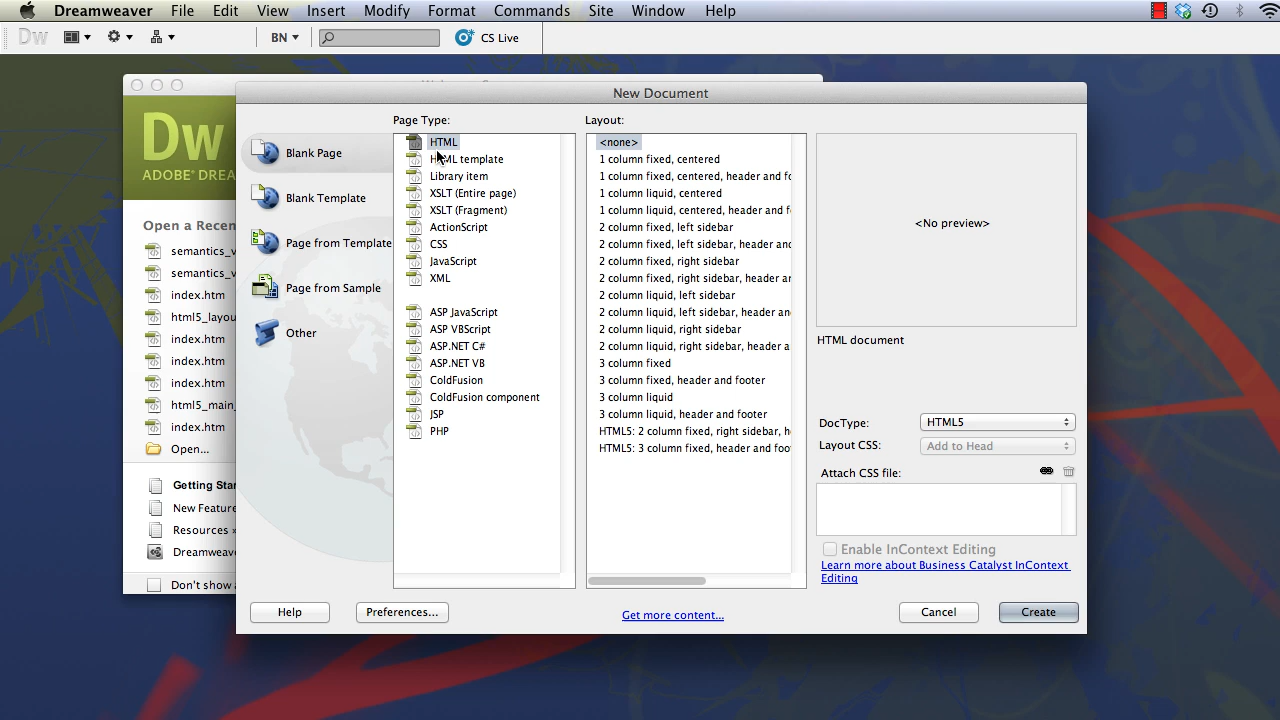 Dreamweaver File Edit View Insert Modify Format Commands Site Window Help
Dw BN CS Live
New Document
Dw
ADOBE® DREA
Open a Recen
semantics_v
semantics_v
index.htm
html5_layou
index.htm
index.htm
index.htm
html5_main_
index.htm
Open...
Getting Star
New Feature
Resources »
Dreamweave
Don't show
Blank Page
Blank Template
Page from Template
Page from Sample
Other
Page Type:
HTML
HTML template
Library item
XSLT (Entire page)
XSLT (Fragment)
ActionScript
CSS
JavaScript
XML
ASP JavaScript
ASP VBScript
ASP.NET C#
ASP.NET VB
ColdFusion
ColdFusion component
JSP
PHP
Layout:
<none>
1 column fixed, centered
1 column fixed, centered, header and fo
1 column liquid, centered
1 column liquid, centered, header and f
2 column fixed, left sidebar
2 column fixed, left sidebar, header and
2 column fixed, right sidebar
2 column fixed, right sidebar, header ar
2 column liquid, left sidebar
2 column liquid, left sidebar, header an
2 column liquid, right sidebar
2 column liquid, right sidebar, header a
3 column fixed
3 column fixed, header and footer
3 column liquid
3 column liquid, header and footer
HTML5: 2 column fixed, right sidebar, h
HTML5: 3 column fixed, header and foo
<No preview>
HTML document
DocType: HTML5
Layout CSS: Add to Head
Attach CSS file:
Enable InContext Editing
Learn more about Business Catalyst InContext
Editing
Help Preferences... Get more content... Cancel Create